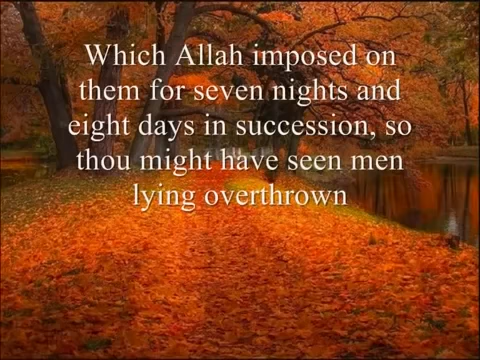 Which Allah imposed on
them for seven nights and
eight days in succession, so
thou might have seen men
lying overthrown